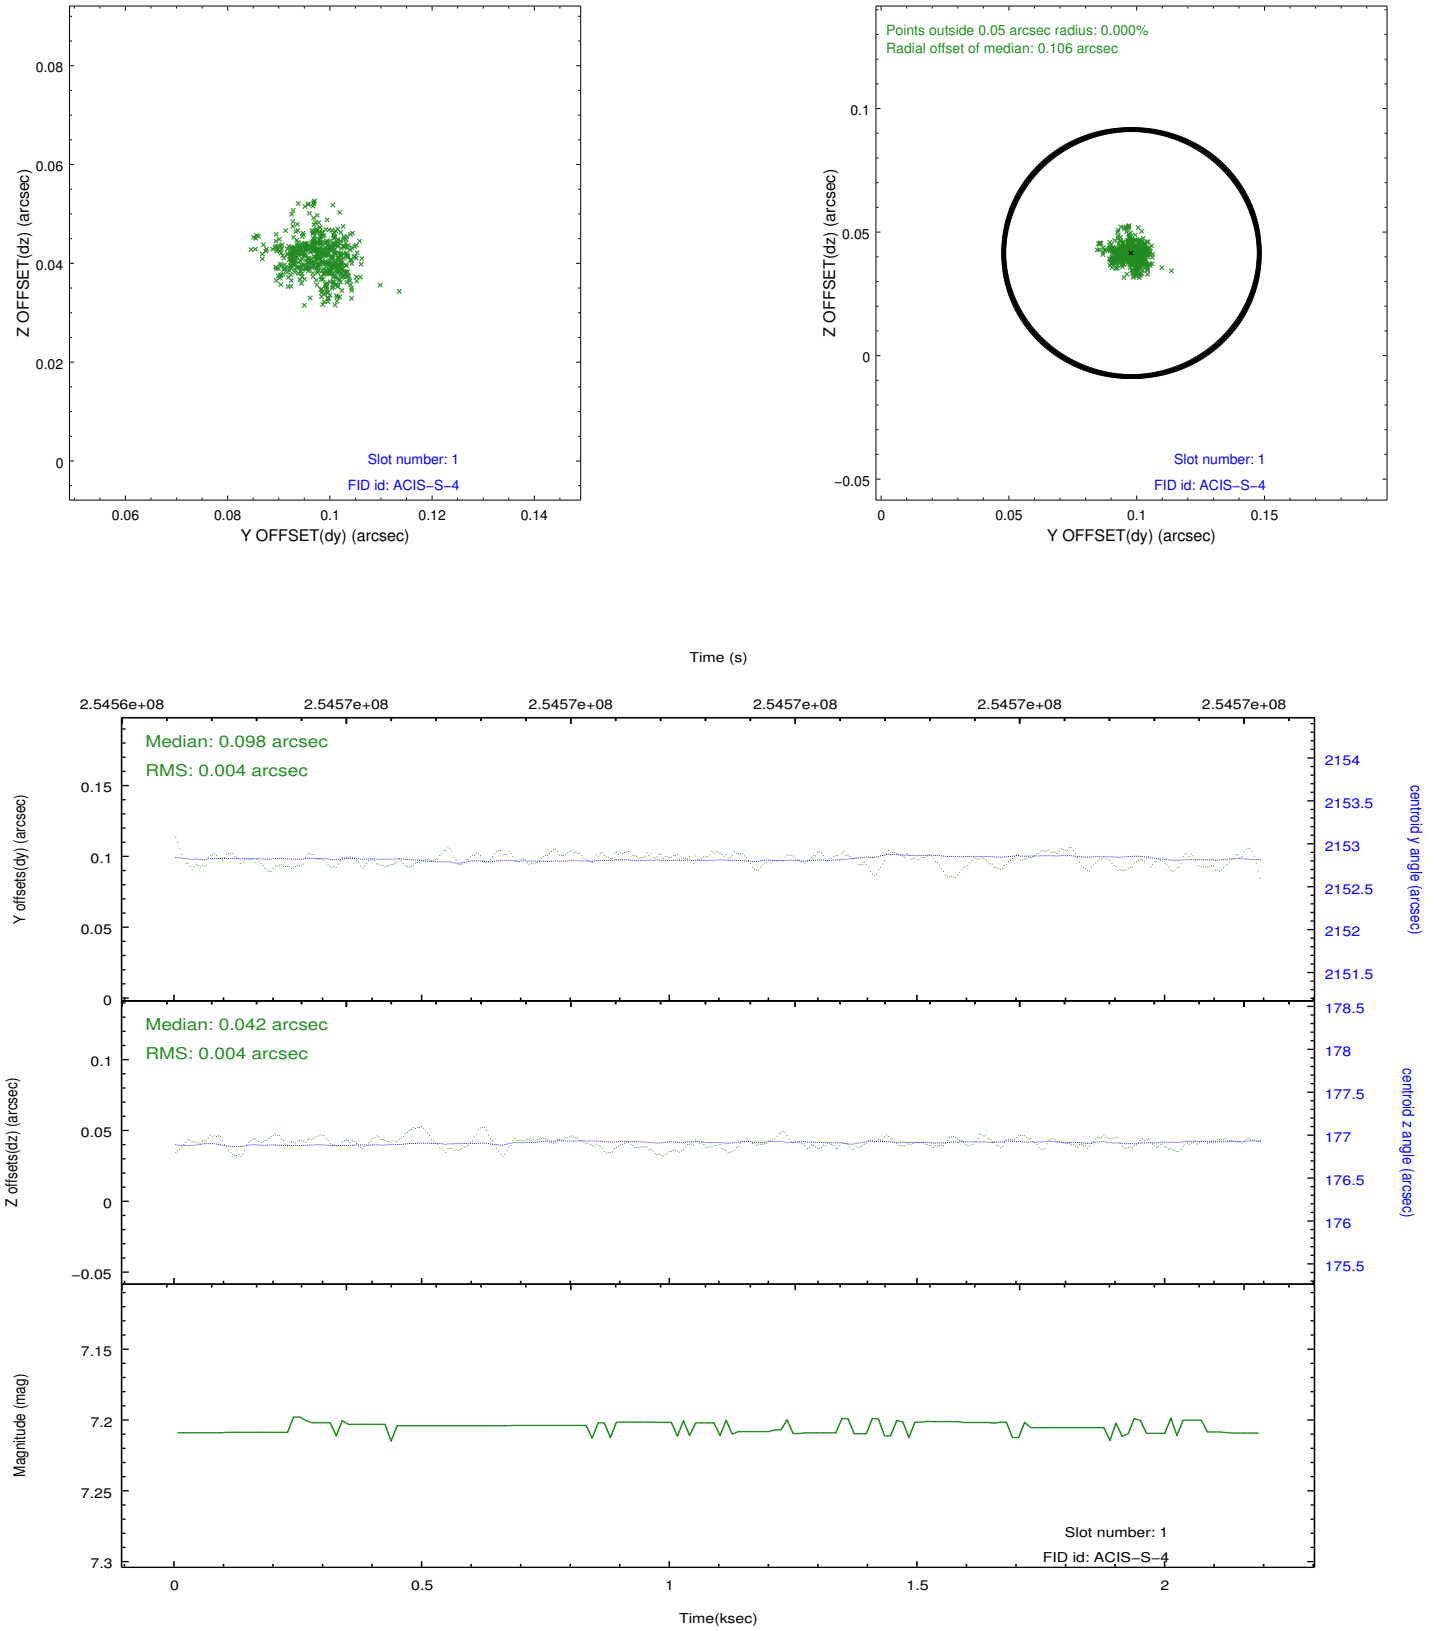 0.08
0.06
0.04
0.02
0
Z OFFSET(dz) (arcsec)
Slot number: 1
FID id: ACIS−S−4
0.06 0.08 0.1 0.12 0.14
Y OFFSET(dy) (arcsec)
Points outside 0.05 arcsec radius: 0.000%
Radial offset of median: 0.106 arcsec
0.1
0.05
0
−0.05
Z OFFSET(dz) (arcsec)
Slot number: 1
FID id: ACIS−S−4
0 0.05 0.1 0.15
Y OFFSET(dy) (arcsec)
Time (s)
2.5456e+08 2.5457e+08 2.5457e+08 2.5457e+08 2.5457e+08 2.5457e+08
Median: 0.098 arcsec
RMS: 0.004 arcsec
0.15
0.1
0.05
0
Y offsets(dy) (arcsec)
2154
2153.5
2153
2152.5
2152
2151.5
centroid y angle (arcsec)
Median: 0.042 arcsec
RMS: 0.004 arcsec
0.1
0.05
0
−0.05
Z offsets(dz) (arcsec)
178.5
178
177.5
177
176.5
176
175.5
centroid z angle (arcsec)
7.15
7.2
7.25
7.3
Magnitude (mag)
Slot number: 1
FID id: ACIS−S−4
0 0.5 1 1.5 2
Time(ksec)